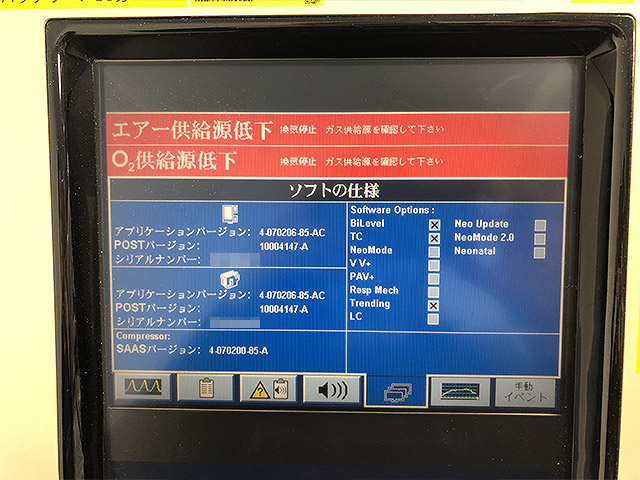 エアー供給源低下 換気停止 ガス供給源を確認して下さい
O2供給源低下 換気停止 ガス供給源を確認して下さい
ソフトの仕様
アプリケーションバージョン: 4-070206-85-AC
POSTバージョン: 10004147-A
シリアルナンバー:
アプリケーションバージョン: 4-070206-85-AC
POSTバージョン: 10004147-A
シリアルナンバー:
Compressor:
SAASバージョン: 4-070200-85-A
Software Options :
BiLevel
TC
NeoMode
VV+
PAV+
Resp Mech
Trending
LC
Neo Update
NeoMode 2.0
Neonatal
手動
イベント